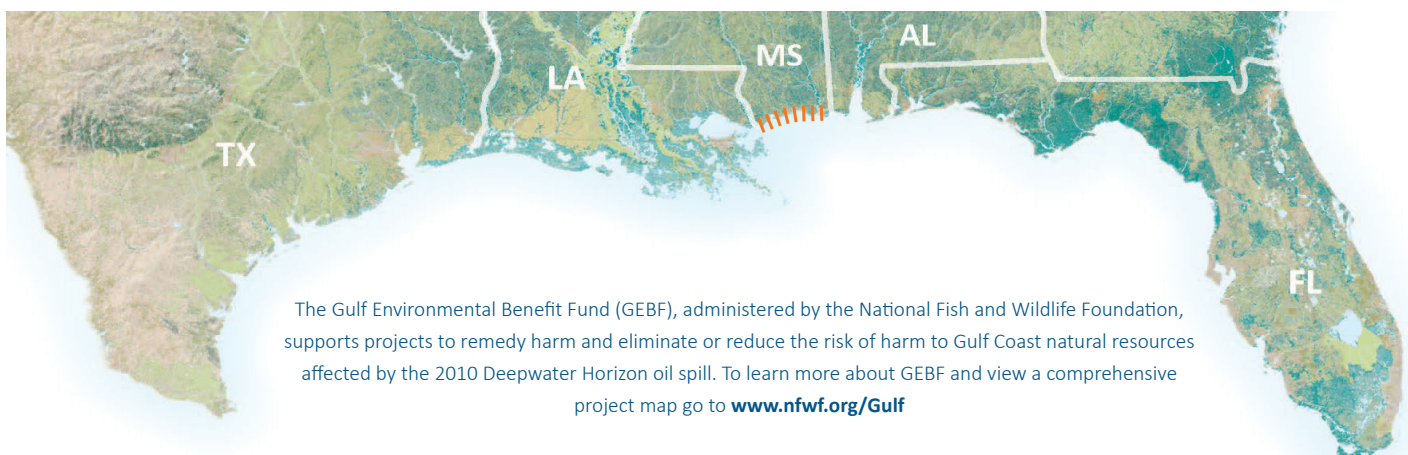 AL
MS
LA
TX
FL
The Gulf Environmental Benefit Fund (GEBF), administered by the National Fish and Wildlife Foundation,
supports projects to remedy harm and eliminate or reduce the risk of harm to Gulf Coast natural resources
affected by the 2010 Deepwater Horizon oil spill. To learn more about GEBF and view a comprehensive
project map go to www.nfwf.org/Gulf